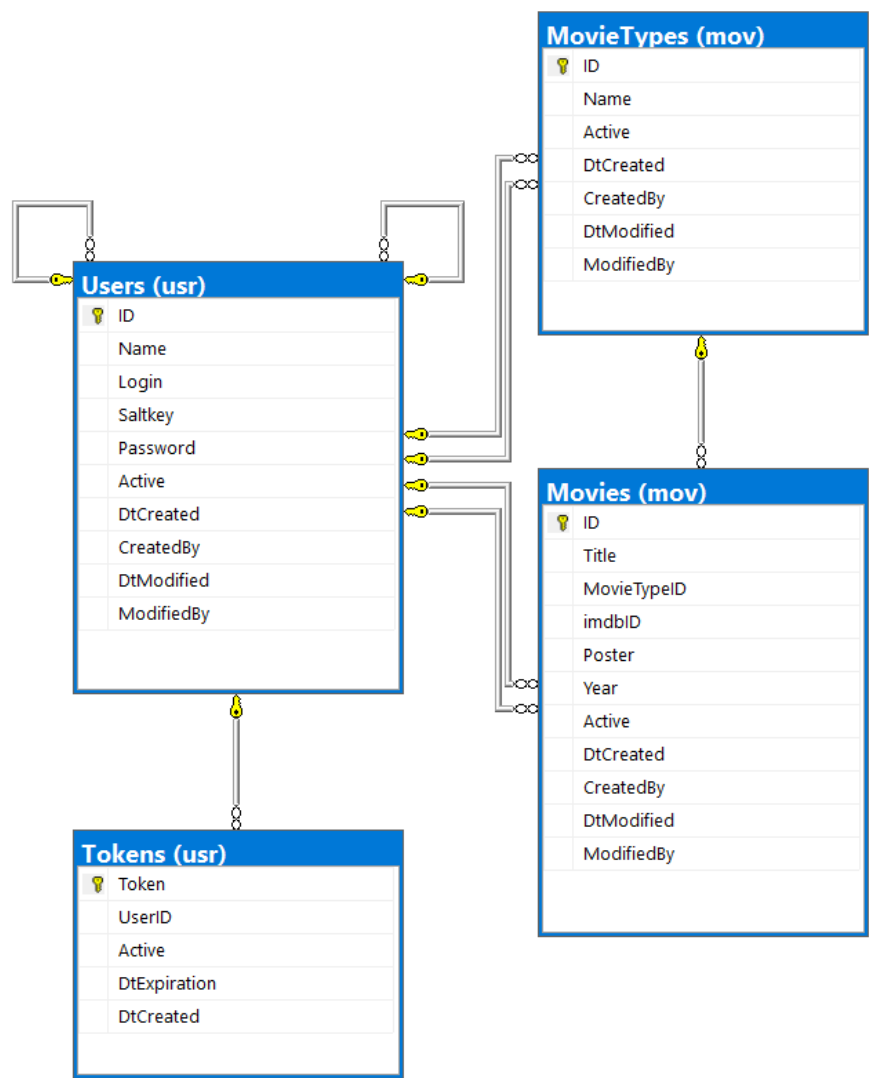 MovieTypes (mov)
ID
Name
Active
DtCreated
CreatedBy
DtModified
ModifiedBy
Users (usr)
ID
Name
Login
Saltkey
Password
Active
DtCreated
CreatedBy
DtModified
ModifiedBy
Movies (mov)
ID
Title
MovieTypeID
imdbID
Poster
Year
Active
DtCreated
CreatedBy
DtModified
ModifiedBy
Tokens (usr)
Token
UserID
Active
DtExpiration
DtCreated